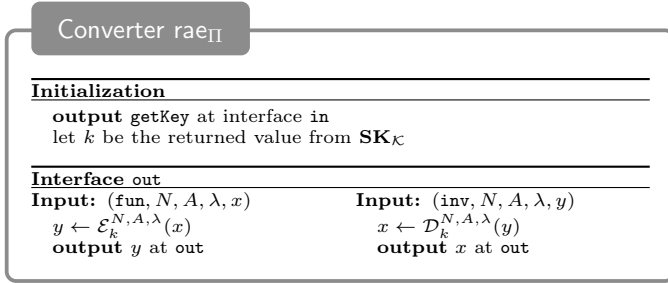 Converter rae_Π
Initialization
output getKey at interface in
let k be the returned value from SK_𝒦
Interface out
Input: (fun, N, A, λ, x)
y ← ℰ_k^{N,A,λ}(x)
output y at out
Input: (inv, N, A, λ, y)
x ← 𝒟_k^{N,A,λ}(y)
output x at out